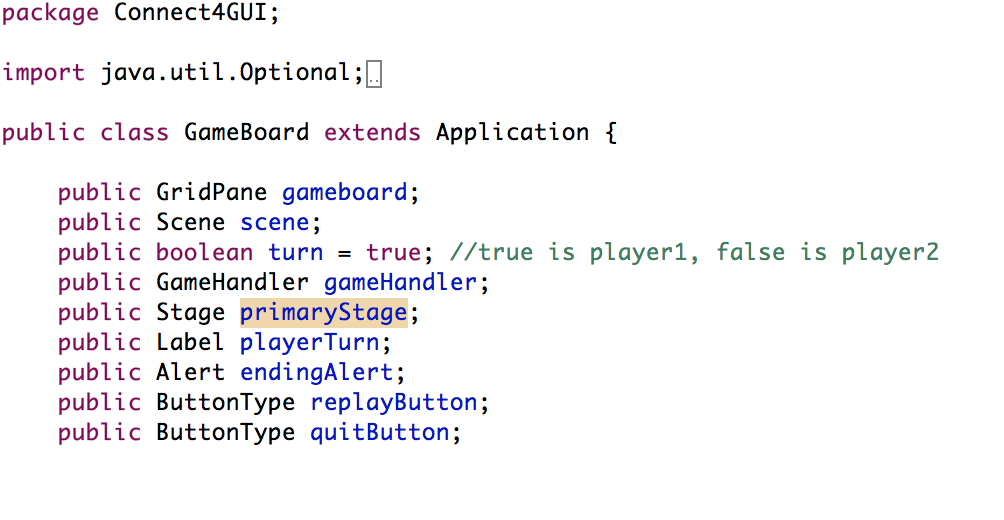 package Connect4GUI;
import java.util.Optional;
public class GameBoard extends Application {
public GridPane gameboard;
public Scene scene;
public boolean turn = true; //true is player1, false is player2
public GameHandler gameHandler;
public Stage primaryStage;
public Label playerTurn;
public Alert endingAlert;
public ButtonType replayButton;
public ButtonType quitButton;